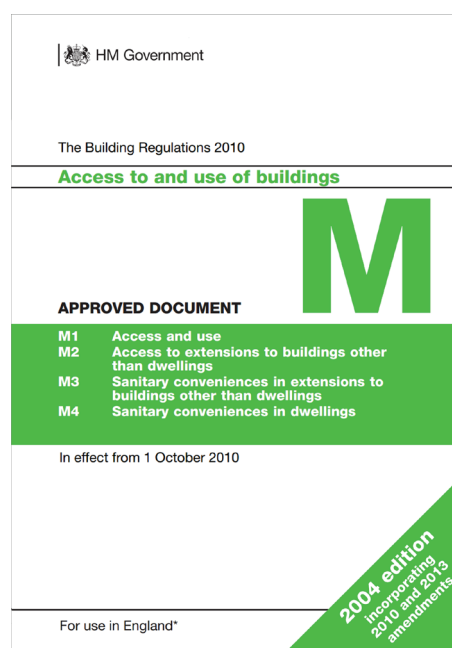 HM Government
The Building Regulations 2010
Access to and use of buildings
M
APPROVED DOCUMENT
M1 Access and use
M2 Access to extensions to buildings other
than dwellings
M3 Sanitary conveniences in extensions to
buildings other than dwellings
M4 Sanitary conveniences in dwellings
In effect from 1 October 2010
2004 edition
incorporating
2010 and 2013
amendments
For use in England*